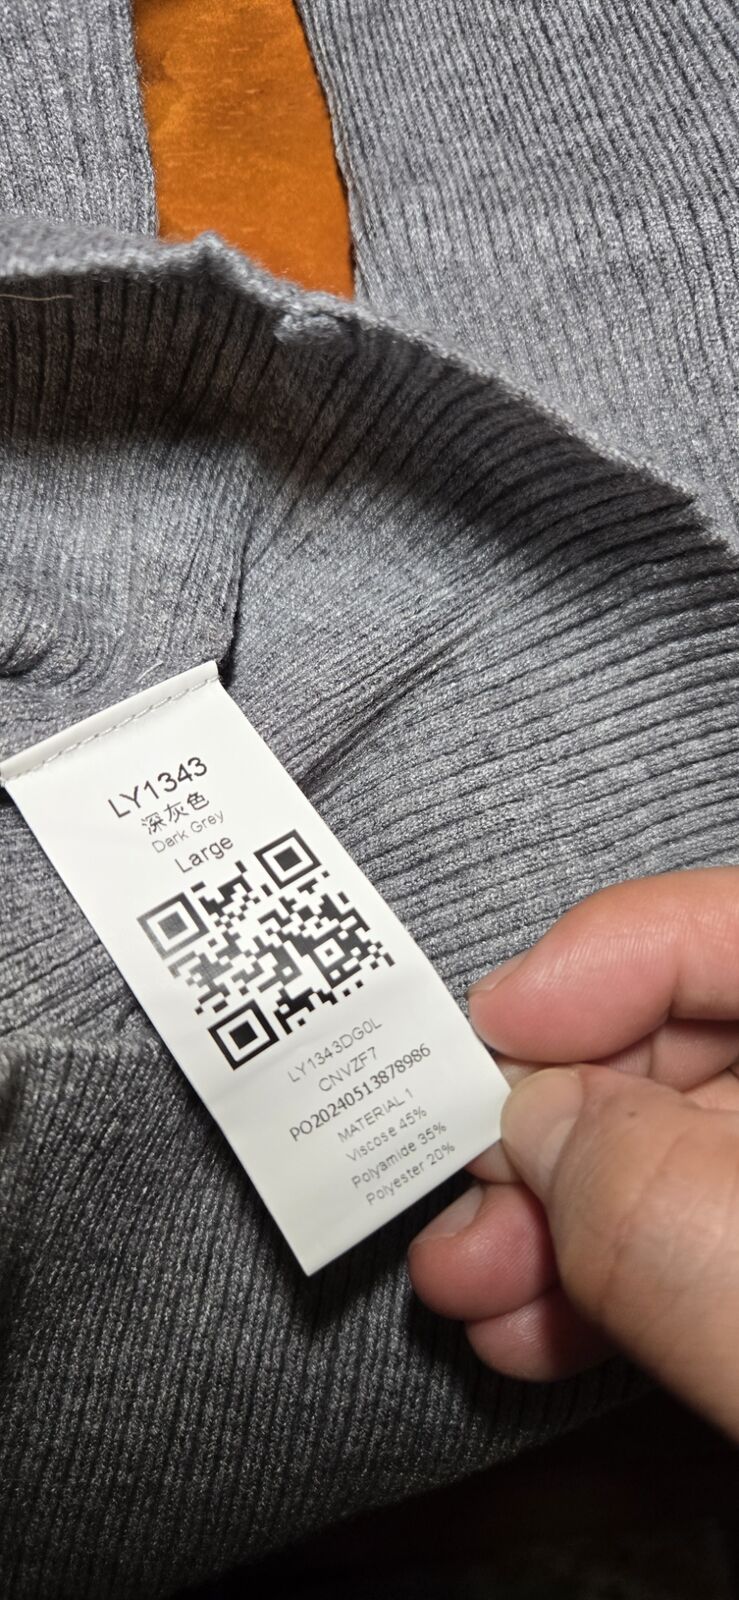 LY1343
深灰色
Dark Grey
Large
LY1343DG0L
CNVZF7
PO20240513878986
MATERIAL 1
Viscose 45%
Polyamide 35%
Polyester 20%